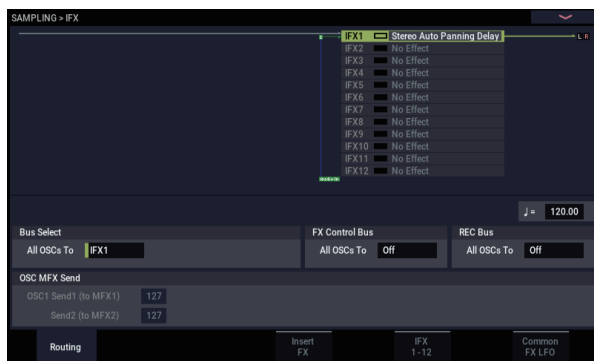 SAMPLING > IFX
IFX1 Stereo Auto Panning Delay L R
IFX2 No Effect
IFX3 No Effect
IFX4 No Effect
IFX5 No Effect
IFX6 No Effect
IFX7 No Effect
IFX8 No Effect
IFX9 No Effect
IFX10 No Effect
IFX11 No Effect
IFX12 No Effect
♩= 120.00
Bus Select FX Control Bus REC Bus
All OSCs To IFX1 All OSCs To Off All OSCs To Off
OSC MFX Send
OSC1 Send1 (to MFX1) 127
Send2 (to MFX2) 127
Routing Insert FX IFX 1-12 Common FX LFO